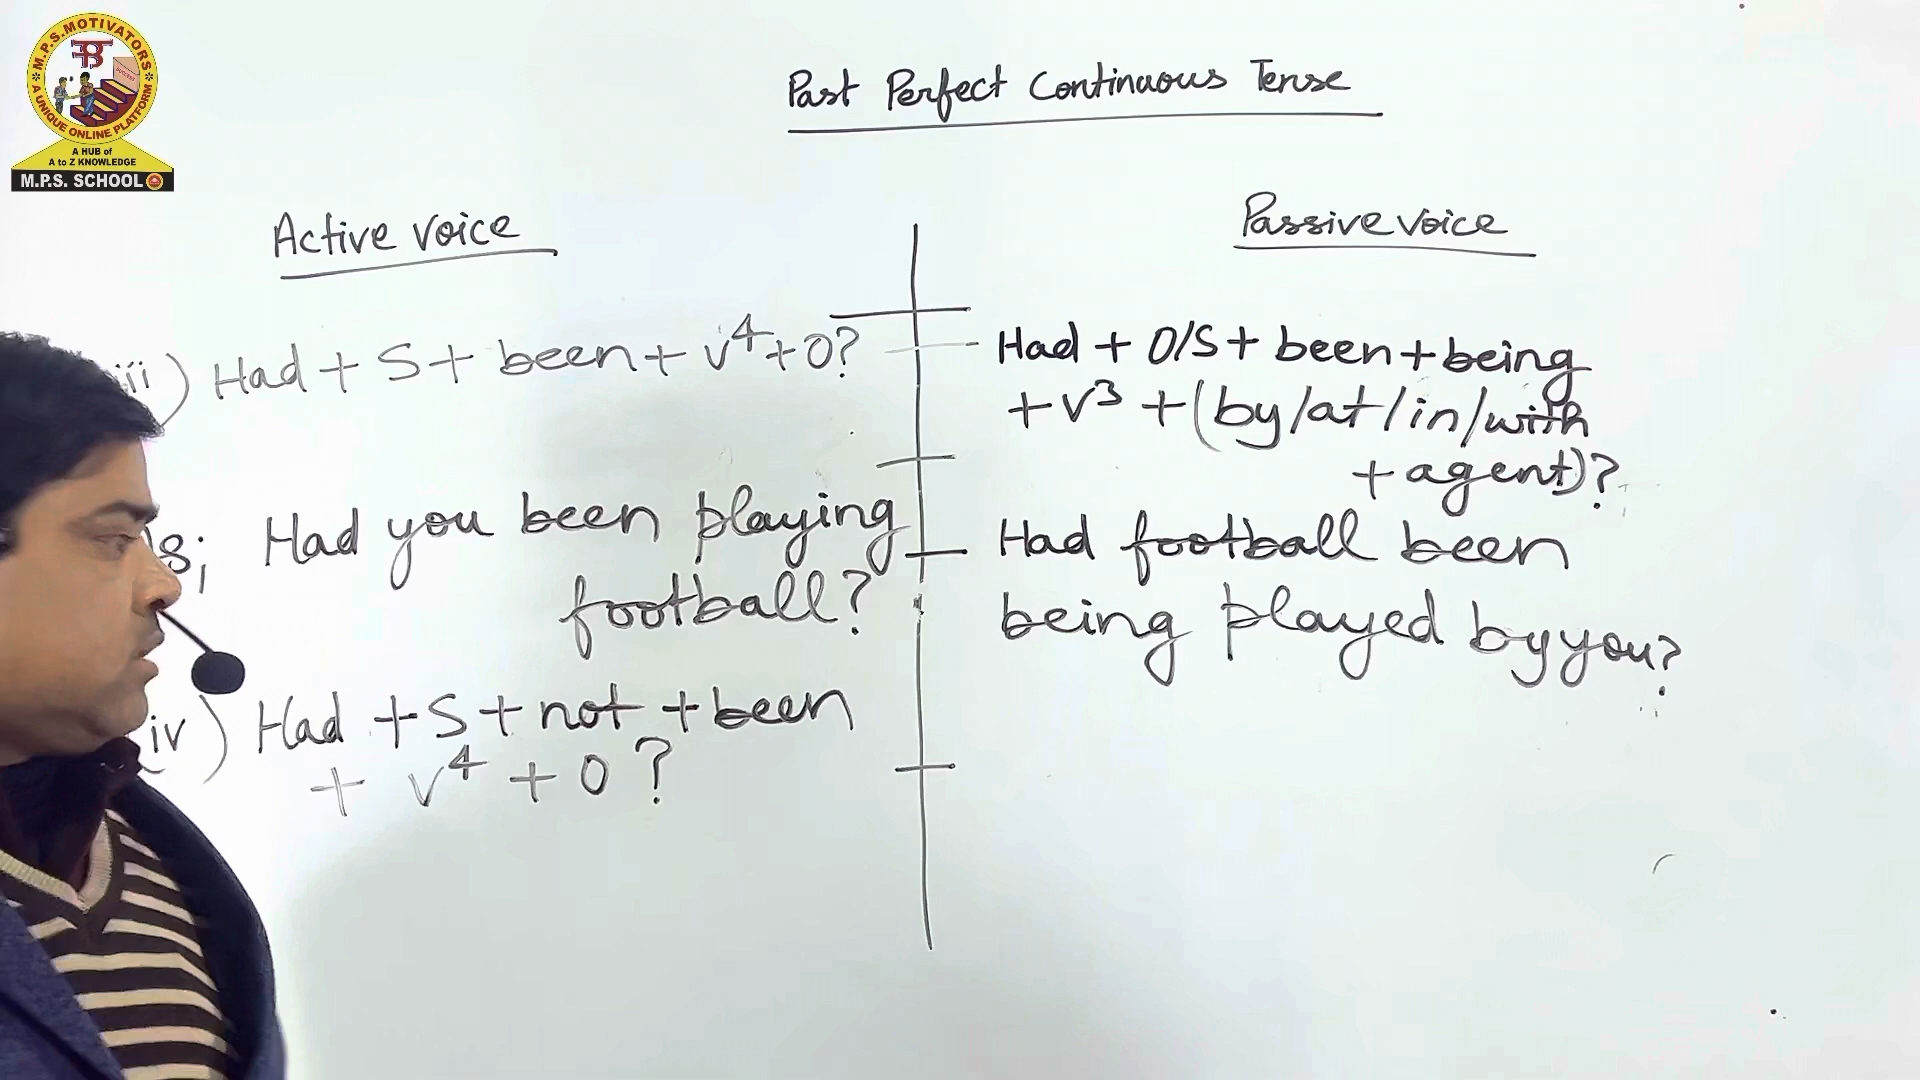 M.P.S. MOTIVATORS
A UNIQUE ONLINE PLATFORM
A HUB of
A to Z KNOWLEDGE
M.P.S. SCHOOL
Past Perfect Continuous Tense
Active voice
iii) Had + S + been + v⁴ + O?
Had you been playing
football?
iv) Had + S + not + been
+ v⁴ + O ?
Passive voice
Had + O/S + been + being
+ v³ + (by/at/in/with
+ agent)?
Had football been
being played by you?